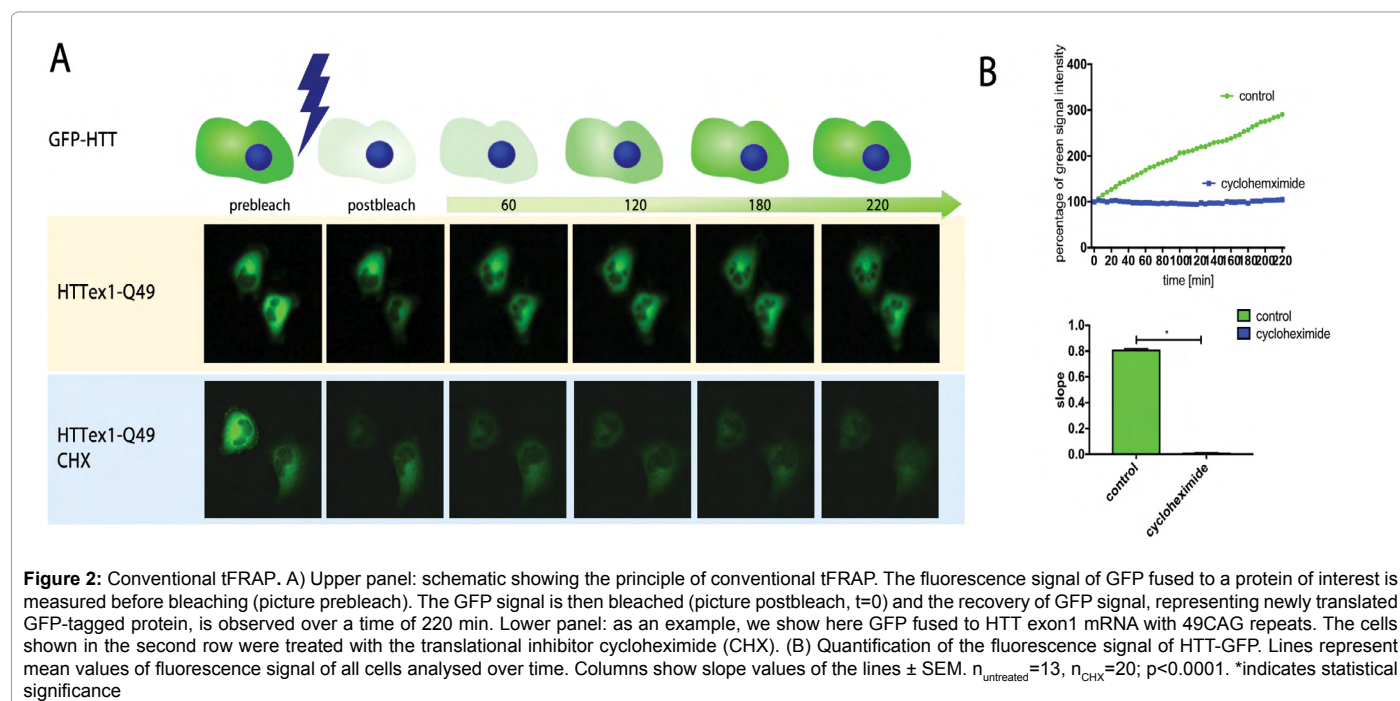 A
GFP-HTT
prebleach postbleach 60 120 180 220
HTTex1-Q49
HTTex1-Q49
CHX
B
percentage of green signal intensity
400
300
200
100
0
control
cyclohemximide
0 20 40 60 80 100 120 140 160 180 200 220
time [min]
control
cycloheximide
slope
1.0
0.8
0.6
0.4
0.2
0.0
*
control
cycloheximide
Figure 2: Conventional tFRAP. A) Upper panel: schematic showing the principle of conventional tFRAP. The fluorescence signal of GFP fused to a protein of interest is
measured before bleaching (picture prebleach). The GFP signal is then bleached (picture postbleach, t=0) and the recovery of GFP signal, representing newly translated
GFP-tagged protein, is observed over a time of 220 min. Lower panel: as an example, we show here GFP fused to HTT exon1 mRNA with 49CAG repeats. The cells
shown in the second row were treated with the translational inhibitor cycloheximide (CHX). (B) Quantification of the fluorescence signal of HTT-GFP. Lines represent
mean values of fluorescence signal of all cells analysed over time. Columns show slope values of the lines ± SEM. nuntreated=13, nCHX=20; p<0.0001. *indicates statistical
significance